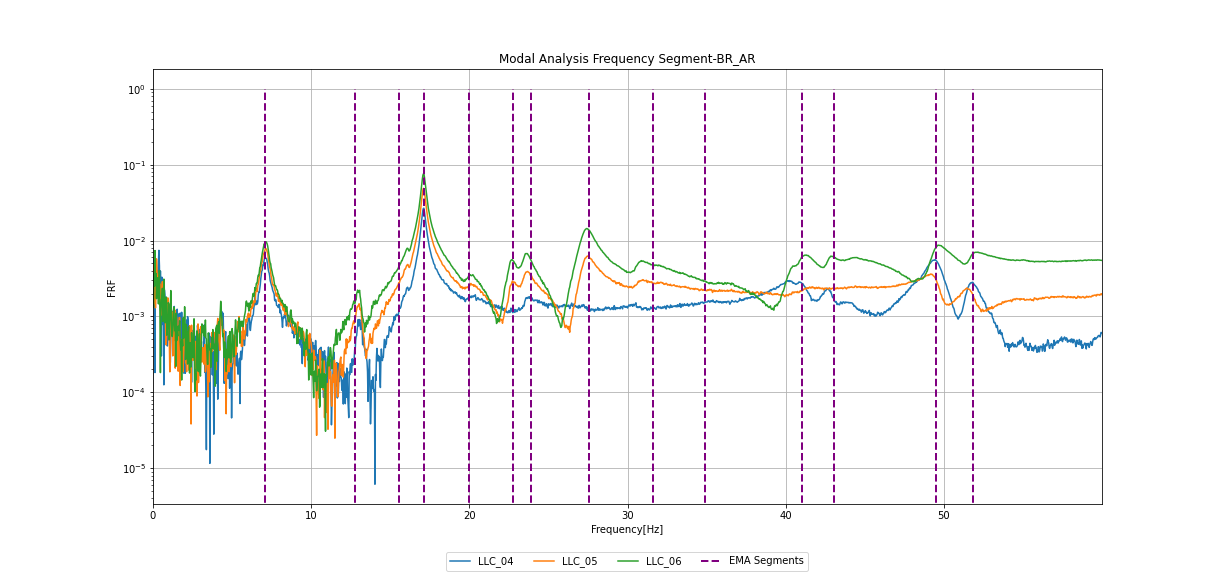 Modal Analysis Frequency Segment-BR_AR
10⁰
10⁻¹
10⁻²
10⁻³
10⁻⁴
10⁻⁵
FRF
0 10 20 30 40 50
Frequency[Hz]
LLC_04 LLC_05 LLC_06 EMA Segments